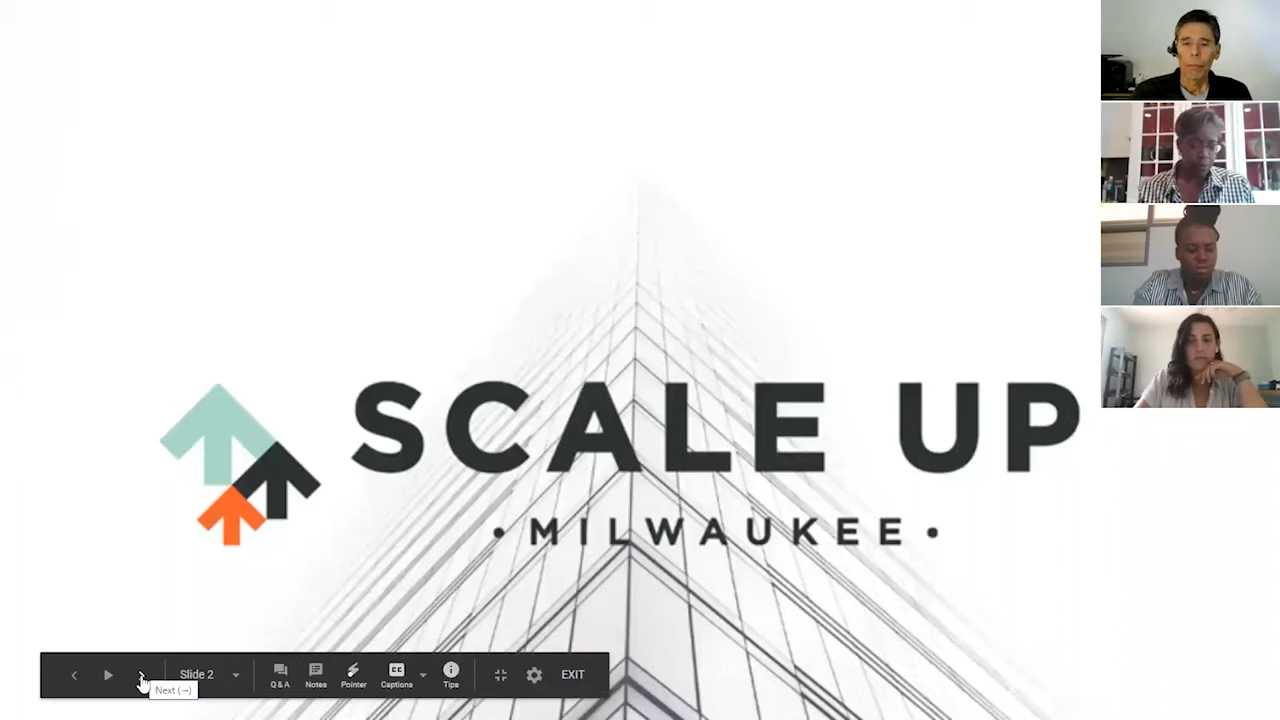 SCALE UP
• MILWAUKEE •
Slide 2
Q & A
Notes
Pointer
CC
Captions
Tips
EXIT
Next (→)